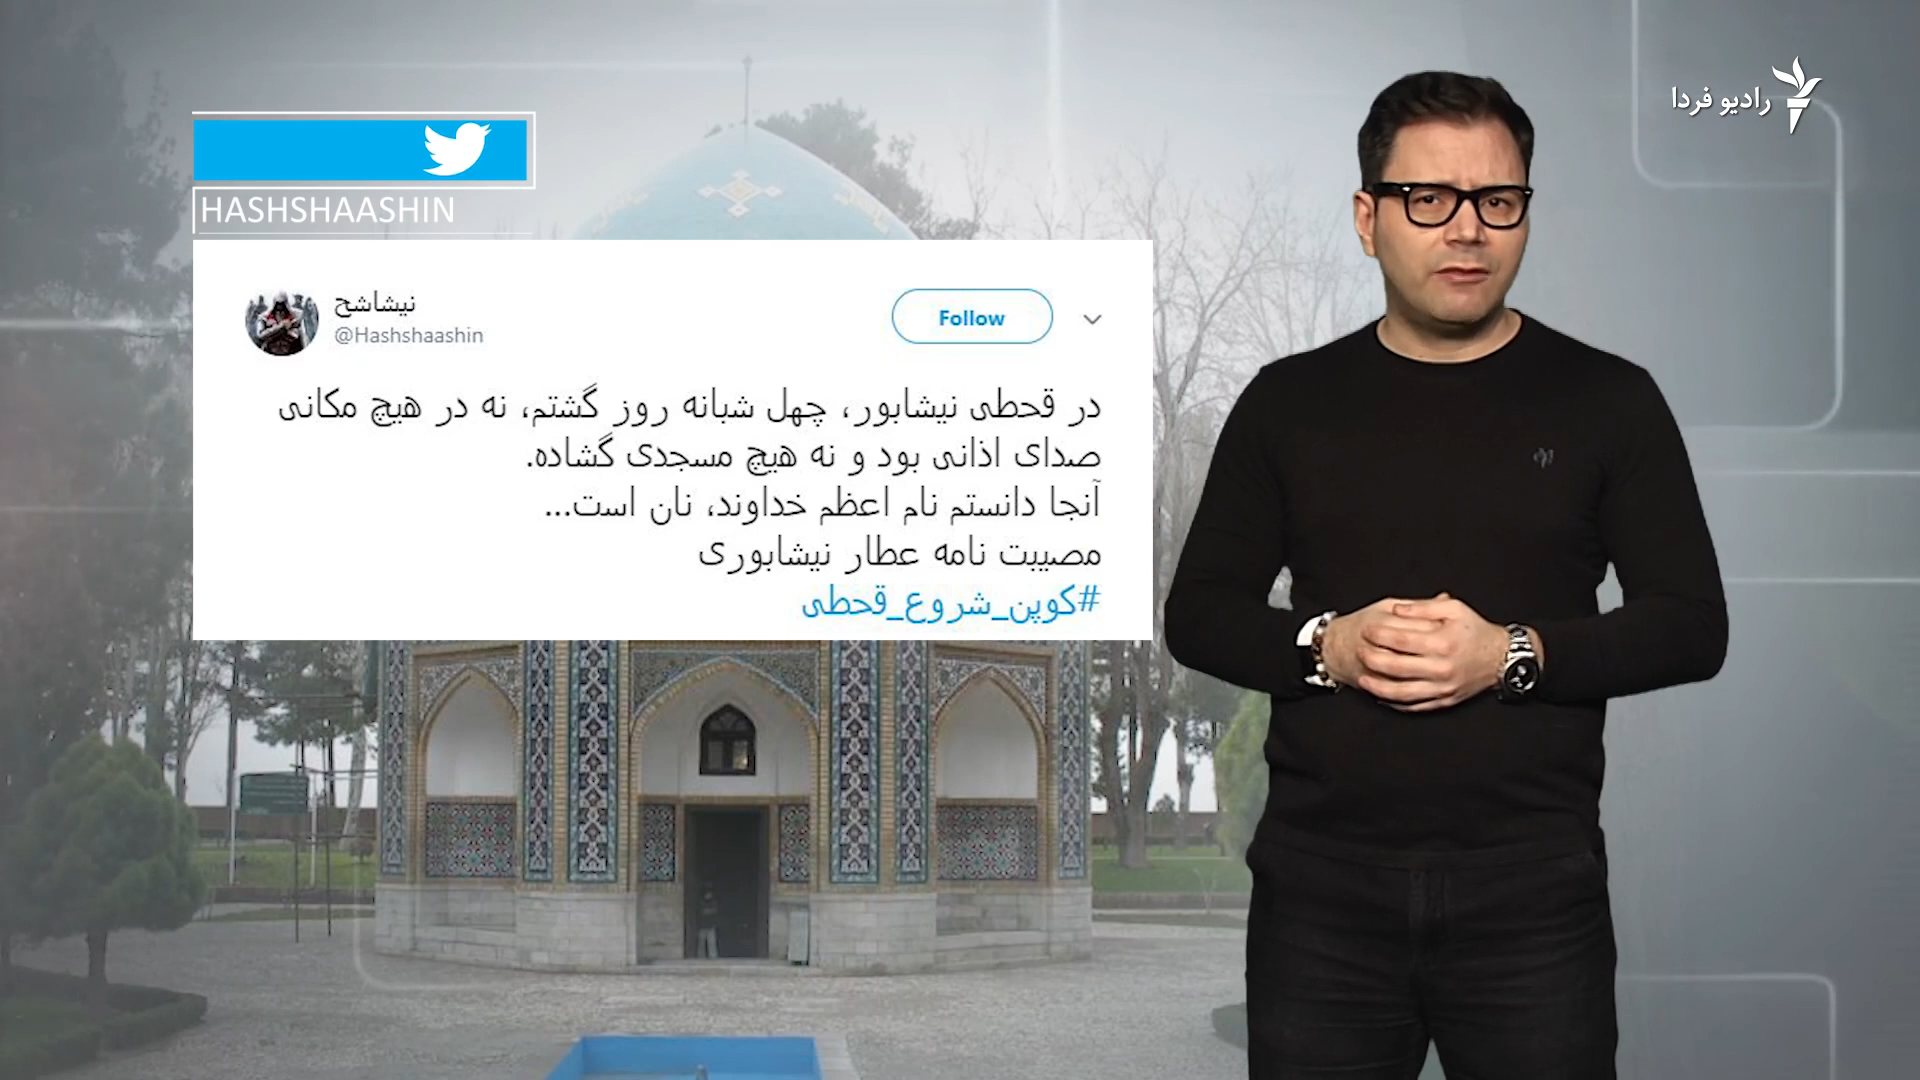 رادیو فردا
HASHSHAASHIN
نیشاشح
@Hashshaashin
Follow
در قحطی نیشابور، چهل شبانه روز گشتم، نه در هیچ مکانی
صدای اذانی بود و نه هیچ مسجدی گشاده.
آنجا دانستم نام اعظم خداوند، نان است...
مصیبت نامه عطار نیشابوری
#کوپن_شروع_قحطی